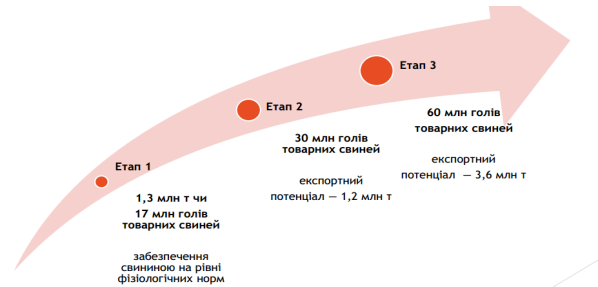 Етап 1
1,3 млн т чи
17 млн голів
товарних свиней
забезпечення
свининою на рівні
фізіологічних норм
Етап 2
30 млн голів
товарних свиней
експортний
потенціал — 1,2 млн т
Етап 3
60 млн голів
товарних свиней
експортний
потенціал — 3,6 млн т